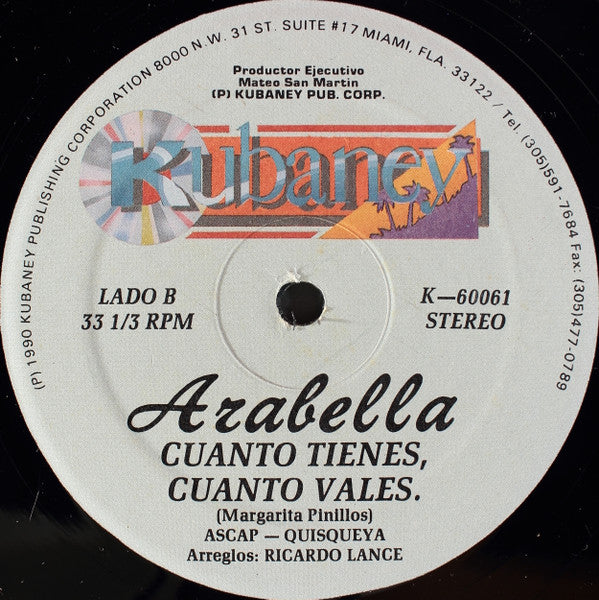 (P) 1990 KUBANEY PUBLISHING CORPORATION 8000 N.W. 31 ST. SUITE #17 MIAMI, FLA. 33122 / Tel. (305)591-7684 Fax: (305)477-0789
Productor Ejecutivo
Mateo San Martin
(P) KUBANEY PUB. CORP.
Kubaney
LADO B
33 1/3 RPM
K—60061
STEREO
Arabella
CUANTO TIENES,
CUANTO VALES.
(Margarita Pinillos)
ASCAP — QUISQUEYA
Arreglos: RICARDO LANCE